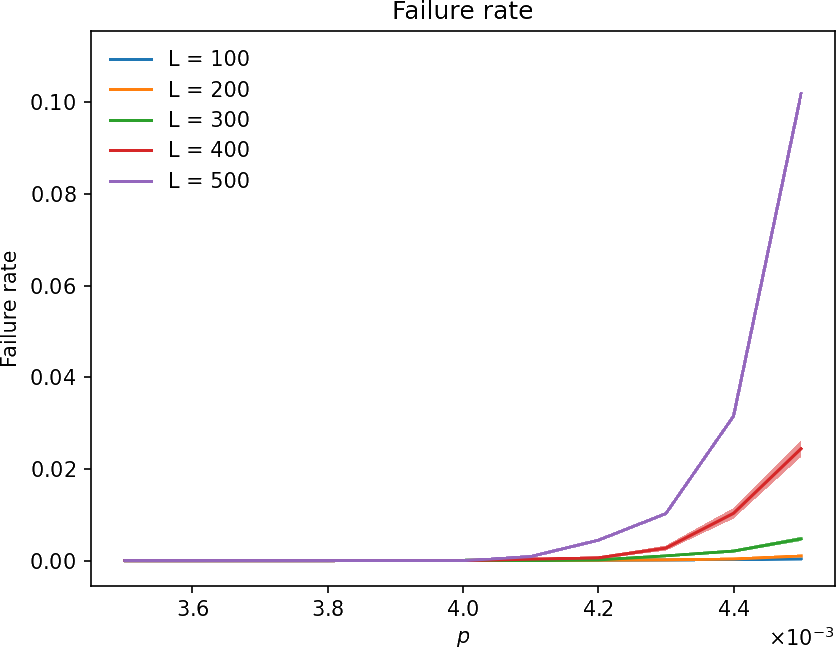 Failure rate
L = 100
L = 200
L = 300
L = 400
L = 500
Failure rate
0.10
0.08
0.06
0.04
0.02
0.00
3.6 3.8 4.0 4.2 4.4
p
×10⁻³